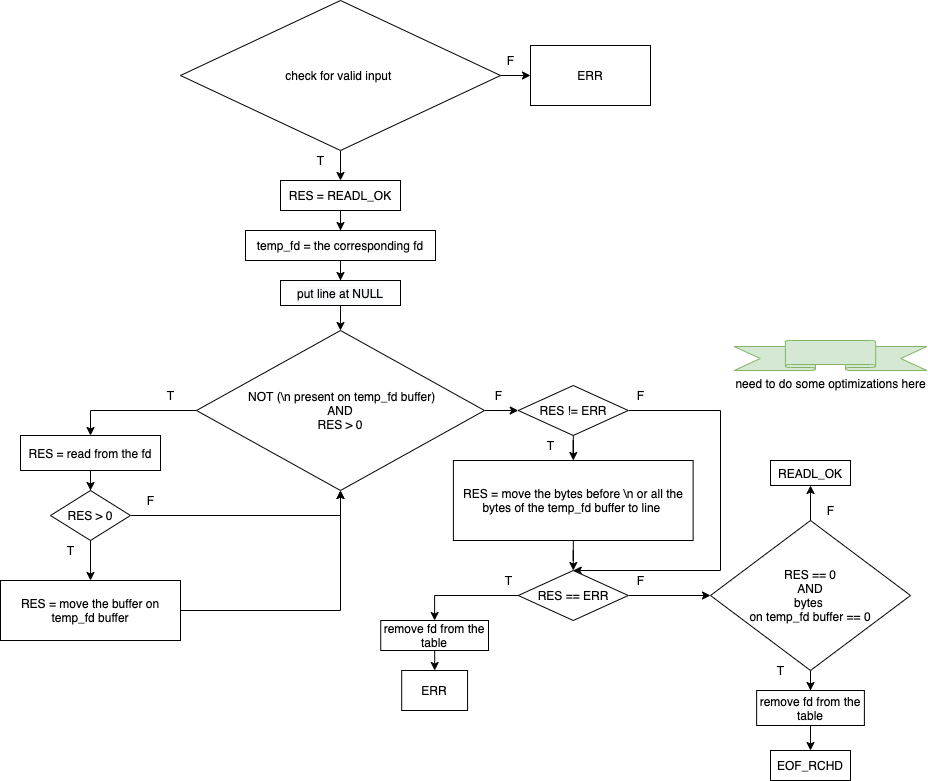 check for valid input
F
ERR
T
RES = READL_OK
temp_fd = the corresponding fd
put line at NULL
NOT (\n present on temp_fd buffer)
AND
RES > 0
T
RES = read from the fd
RES > 0
F
T
RES = move the buffer on
temp_fd buffer
F
RES != ERR
F
T
RES = move the bytes before \n or all the
bytes of the temp_fd buffer to line
RES == ERR
T
remove fd from the
table
ERR
F
need to do some optimizations here
RES == 0
AND
bytes
on temp_fd buffer == 0
F
READL_OK
T
remove fd from the
table
EOF_RCHD